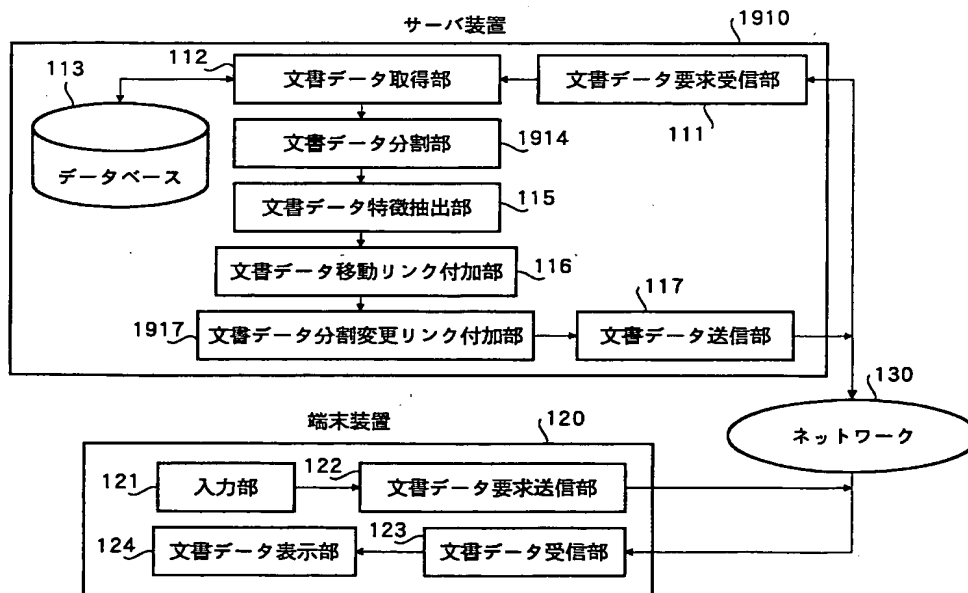 サーバ装置
1910
112
文書データ取得部
文書データ要求受信部
111
113
データベース
文書データ分割部
1914
文書データ特徴抽出部
115
文書データ移動リンク付加部
116
1917
文書データ分割変更リンク付加部
117
文書データ送信部
130
ネットワーク
端末装置
120
121
入力部
122
文書データ要求送信部
124
文書データ表示部
123
文書データ受信部